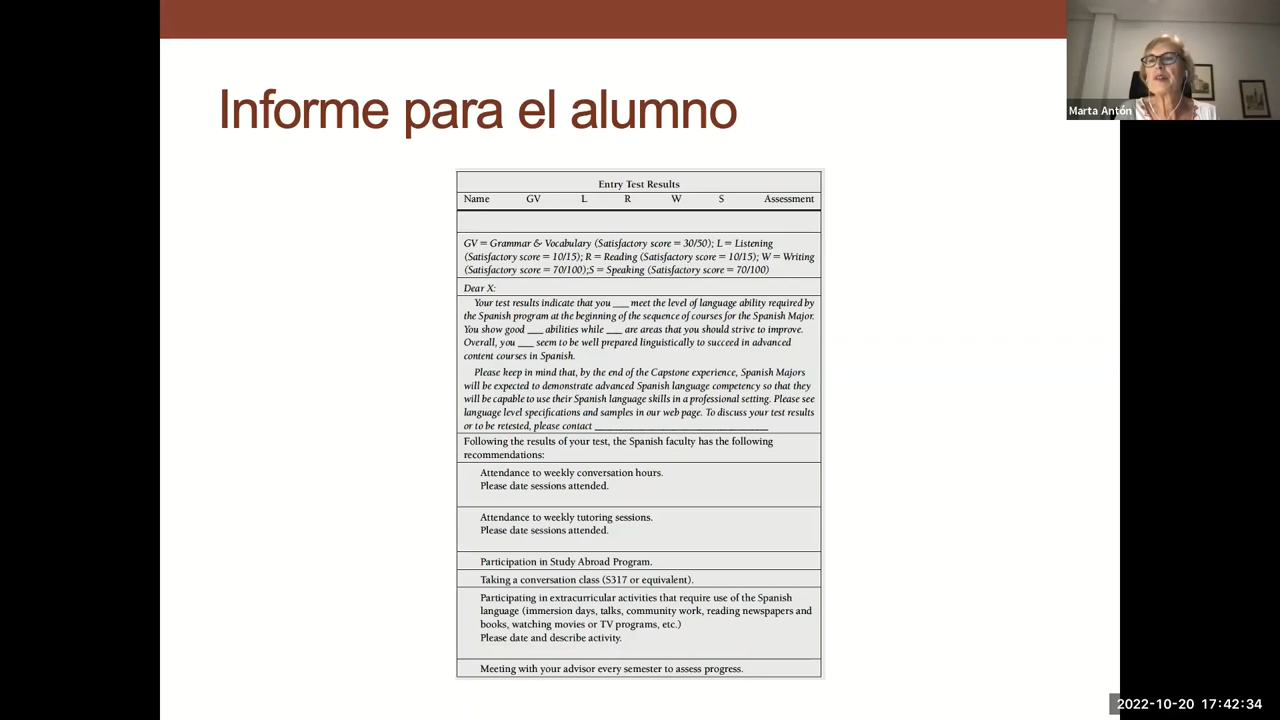 Informe para el alumno
Marta Antón
Entry Test Results
Name GV L R W S Assessment
GV = Grammar & Vocabulary (Satisfactory score = 30/50); L = Listening
(Satisfactory score = 10/15); R = Reading (Satisfactory score = 10/15); W = Writing
(Satisfactory score = 70/100);S = Speaking (Satisfactory score = 70/100)
Dear X:
Your test results indicate that you ___ meet the level of language ability required by
the Spanish program at the beginning of the sequence of courses for the Spanish Major.
You show good ___ abilities while ___ are areas that you should strive to improve.
Overall, you ___ seem to be well prepared linguistically to succeed in advanced
content courses in Spanish.
Please keep in mind that, by the end of the Capstone experience, Spanish Majors
will be expected to demonstrate advanced Spanish language competency so that they
will be capable to use their Spanish language skills in a professional setting. Please see
language level specifications and samples in our web page. To discuss your test results
or to be retested, please contact ______________________________
Following the results of your test, the Spanish faculty has the following
recommendations:
Attendance to weekly conversation hours.
Please date sessions attended.
Attendance to weekly tutoring sessions.
Please date sessions attended.
Participation in Study Abroad Program.
Taking a conversation class (S317 or equivalent).
Participating in extracurricular activities that require use of the Spanish
language (immersion days, talks, community work, reading newspapers and
books, watching movies or TV programs, etc.)
Please date and describe activity.
Meeting with your advisor every semester to assess progress.
2022-10-20 17:42:34